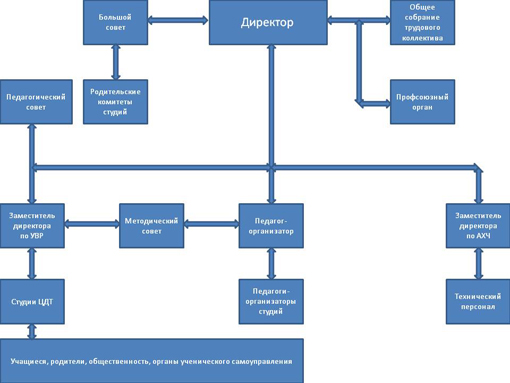 Большой
совет
Директор
Общее
собрание
трудового
коллектива
Педагогический
совет
Родительские
комитеты
студий
Профсоюзный
орган
Заместитель
директора
по УВР
Методический
совет
Педагог-
организатор
Заместитель
директора
по АХЧ
Студии ЦДТ
Педагоги-
организаторы
студий
Технический
персонал
Учащиеся, родители, общественность, органы ученического самоуправления